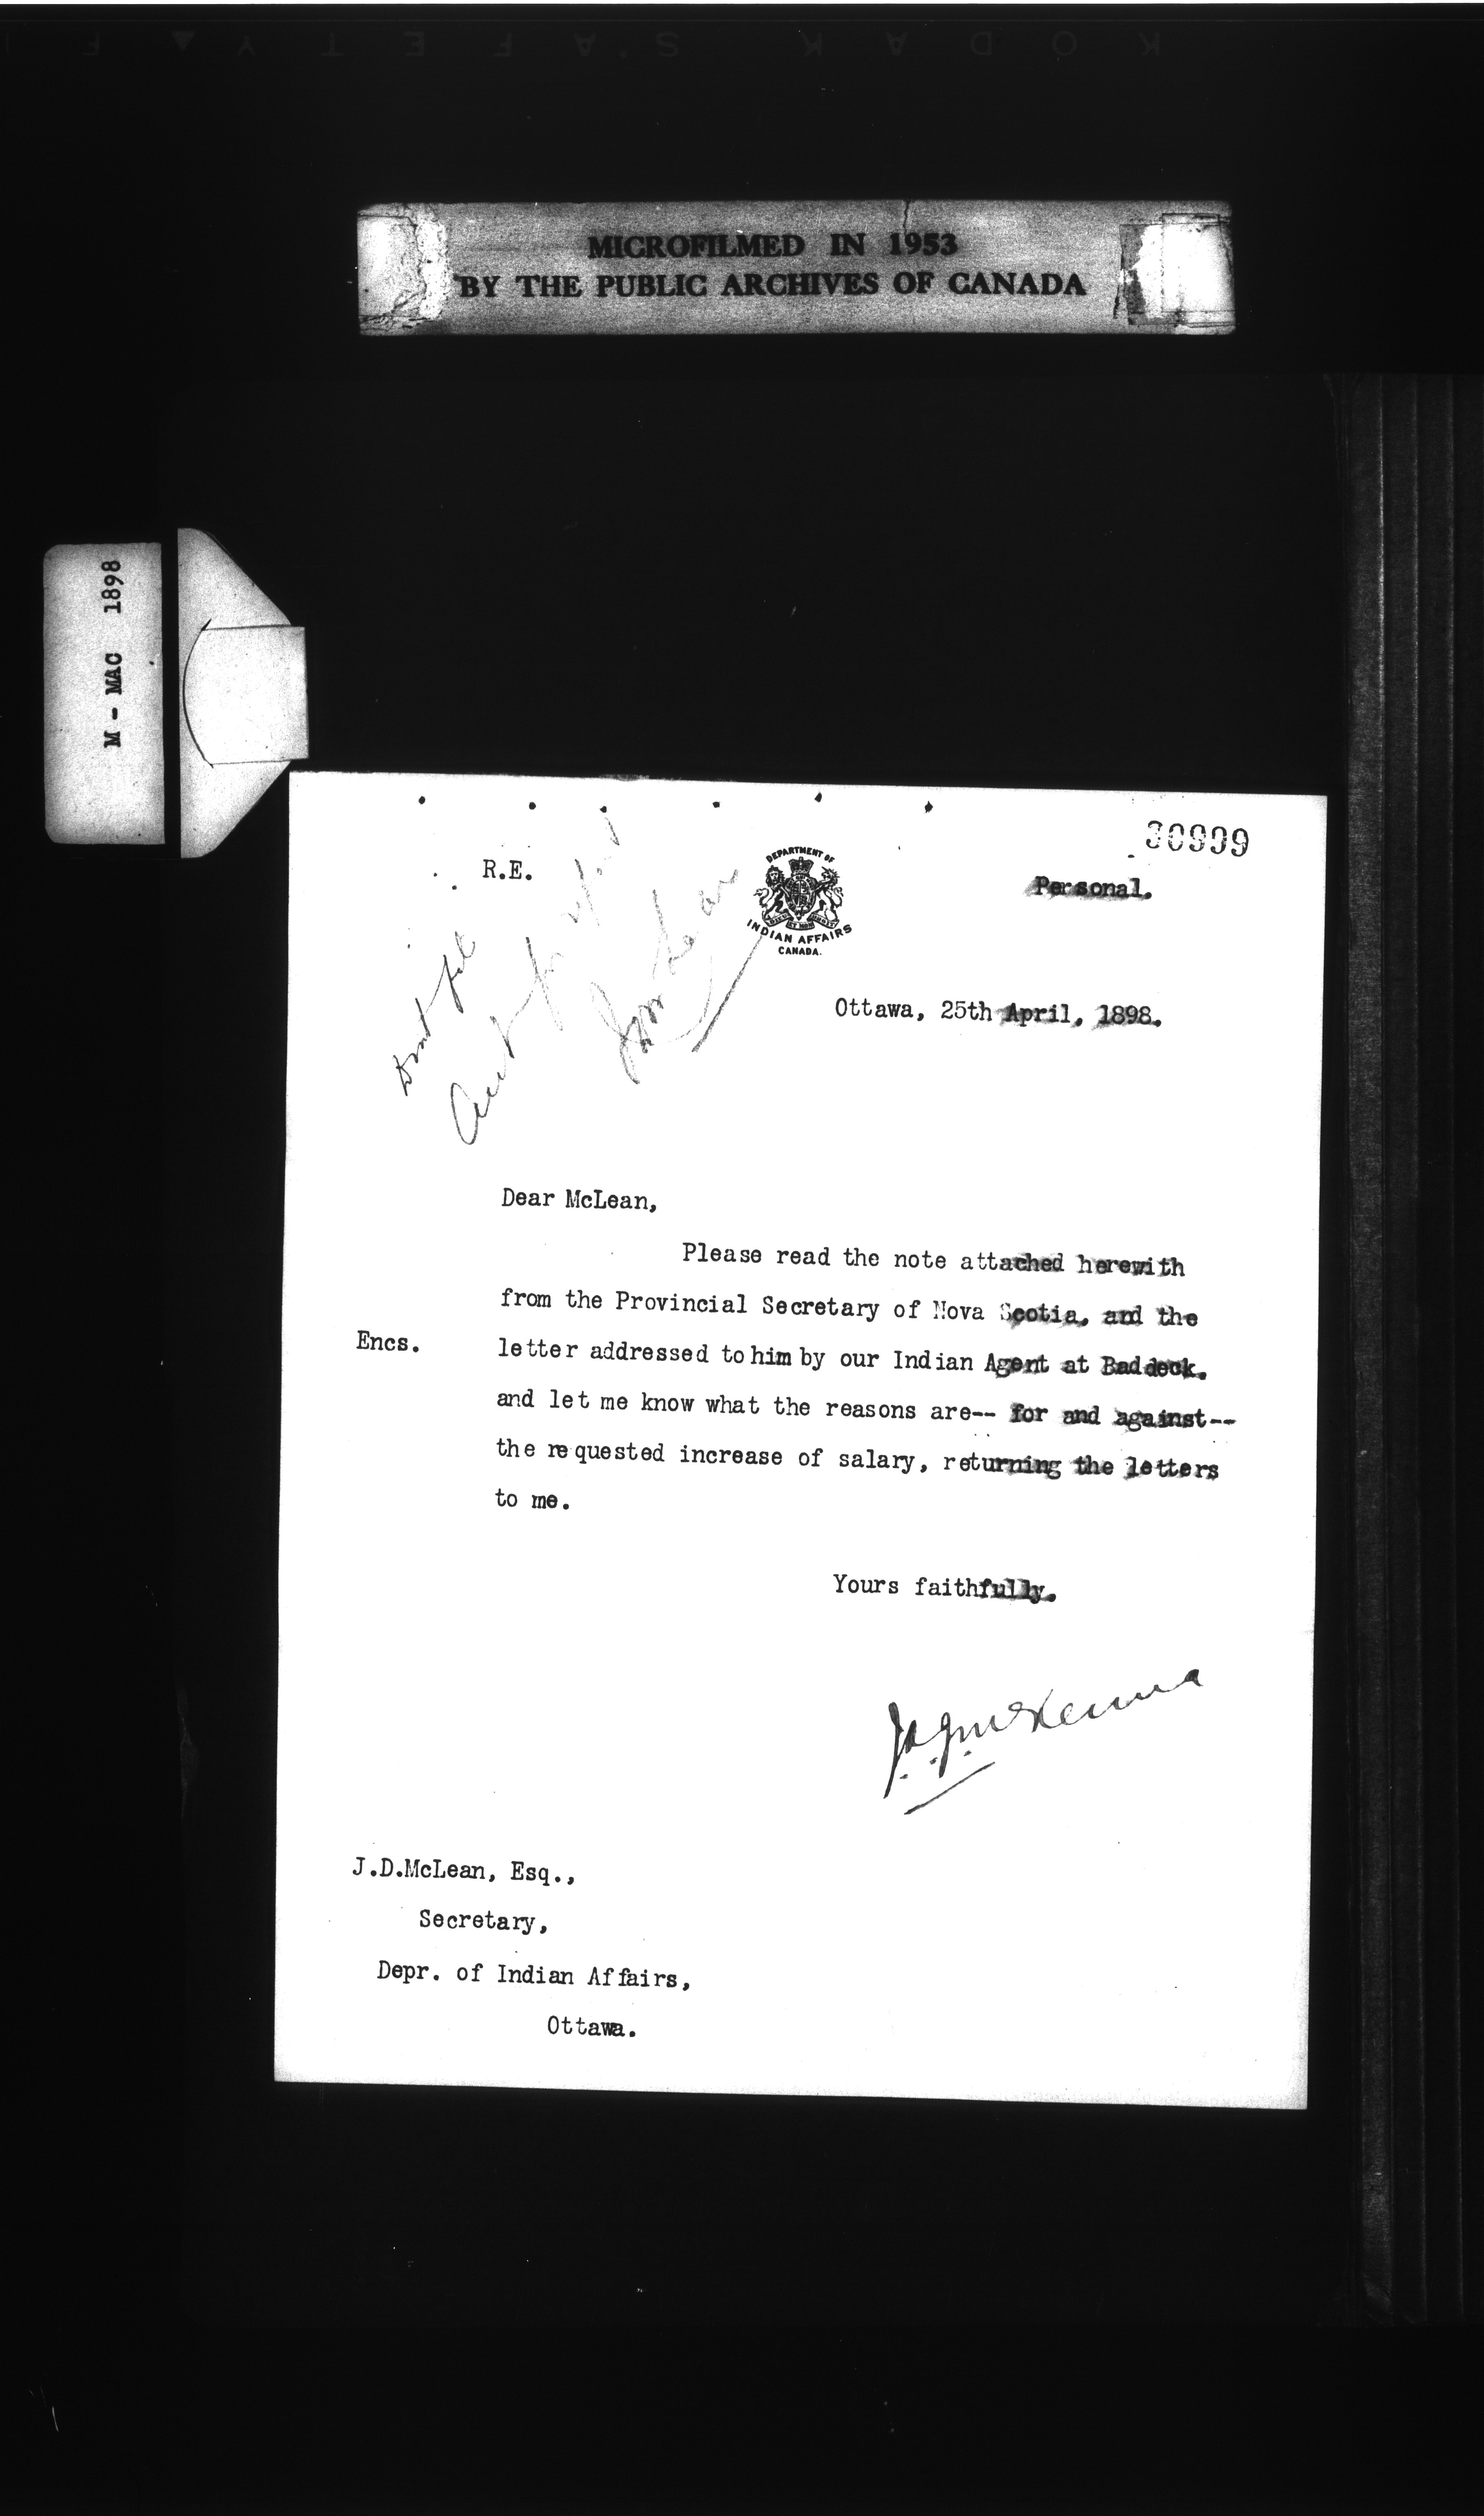 KODAK SAFETY
MICROFILMED IN 1953
BY THE PUBLIC ARCHIVES OF CANADA
M - MAC 1898
30999
R.E.
DEPARTMENT OF
INDIAN AFFAIRS
CANADA.
Personal.
Ottawa, 25th April, 1898.
Dear McLean,
Please read the note attached herewith
from the Provincial Secretary of Nova Scotia, and the
Encs.
letter addressed to him by our Indian Agent at Baddeck,
and let me know what the reasons are-- for and against--
the requested increase of salary, returning the letters
to me.
Yours faithfully,
J.A.J. McKenna
J.D.McLean, Esq.,
Secretary,
Depr. of Indian Affairs,
Ottawa.